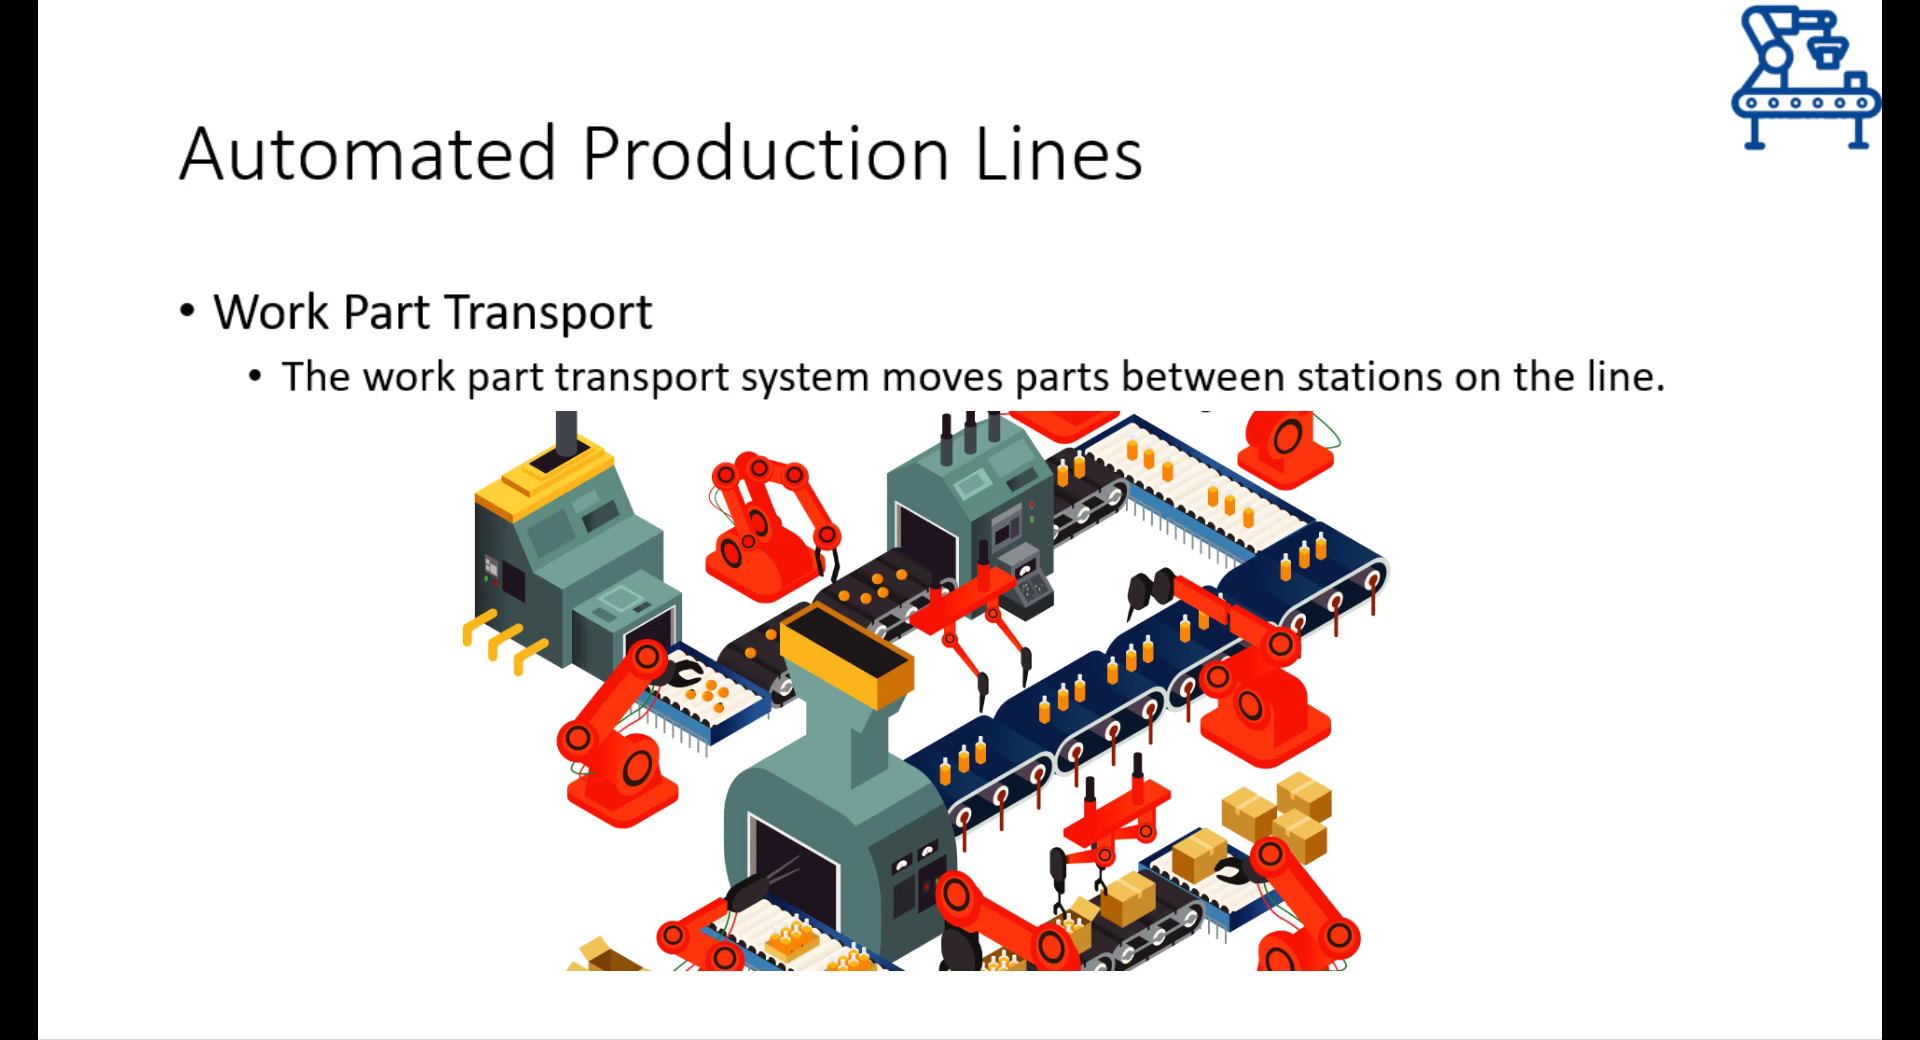 Automated Production Lines
• Work Part Transport
• The work part transport system moves parts between stations on the line.